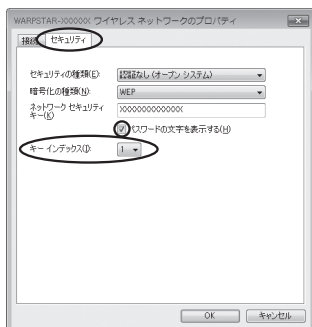 WARPSTAR-XXXXXX ワイヤレス ネットワークのプロパティ
接続 セキュリティ
セキュリティの種類(E): 認証なし (オープン システム)
暗号化の種類(N): WEP
ネットワーク セキュリティ キー(K) XXXXXXXXXXXXX
パスワードの文字を表示する(H)
キー インデックス(I): 1
OK キャンセル